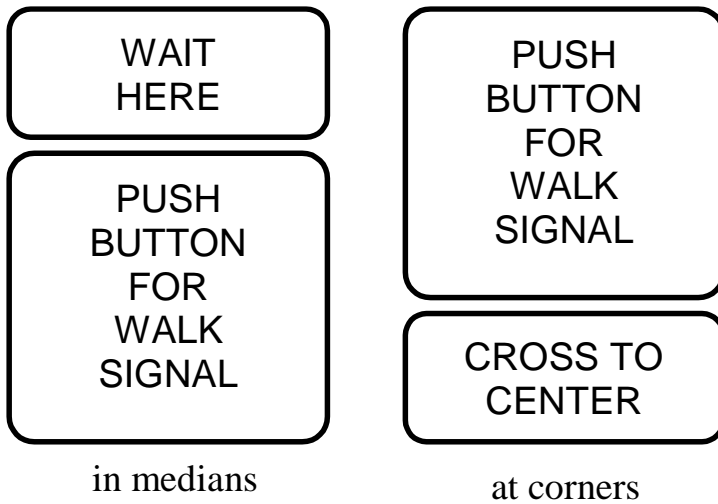 WAIT
HERE
PUSH
BUTTON
FOR
WALK
SIGNAL
in medians
PUSH
BUTTON
FOR
WALK
SIGNAL
CROSS TO
CENTER
at corners